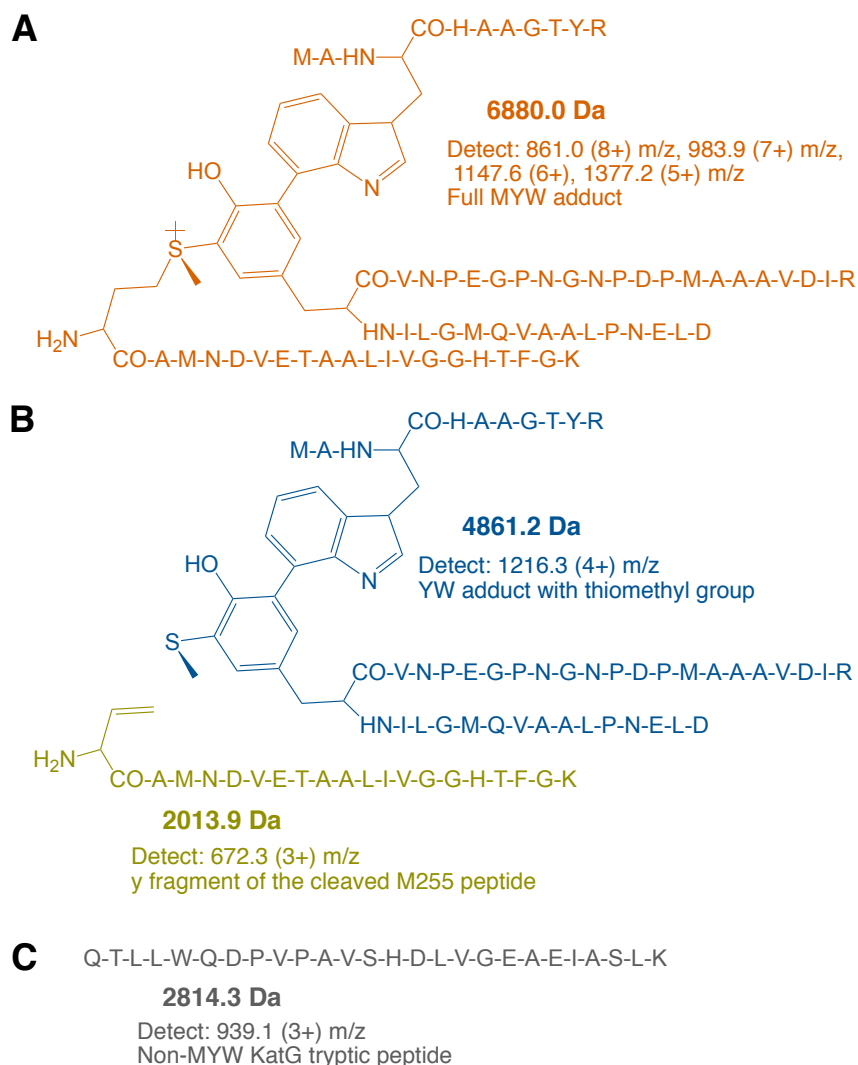 A
CO-H-A-A-G-T-Y-R
M-A-HN
6880.0 Da
Detect: 861.0 (8+) m/z, 983.9 (7+) m/z,
1147.6 (6+), 1377.2 (5+) m/z
Full MYW adduct
HO
N
S
CO-V-N-P-E-G-P-N-G-N-P-D-P-M-A-A-A-V-D-I-R
HN-I-L-G-M-Q-V-A-A-L-P-N-E-L-D
H2N
CO-A-M-N-D-V-E-T-A-A-L-I-V-G-G-H-T-F-G-K
B
CO-H-A-A-G-T-Y-R
M-A-HN
4861.2 Da
Detect: 1216.3 (4+) m/z
YW adduct with thiomethyl group
HO
N
S
CO-V-N-P-E-G-P-N-G-N-P-D-P-M-A-A-A-V-D-I-R
HN-I-L-G-M-Q-V-A-A-L-P-N-E-L-D
H2N
CO-A-M-N-D-V-E-T-A-A-L-I-V-G-G-H-T-F-G-K
2013.9 Da
Detect: 672.3 (3+) m/z
y fragment of the cleaved M255 peptide
C
Q-T-L-L-W-Q-D-P-V-P-A-V-S-H-D-L-V-G-E-A-E-I-A-S-L-K
2814.3 Da
Detect: 939.1 (3+) m/z
Non-MYW KatG tryptic peptide